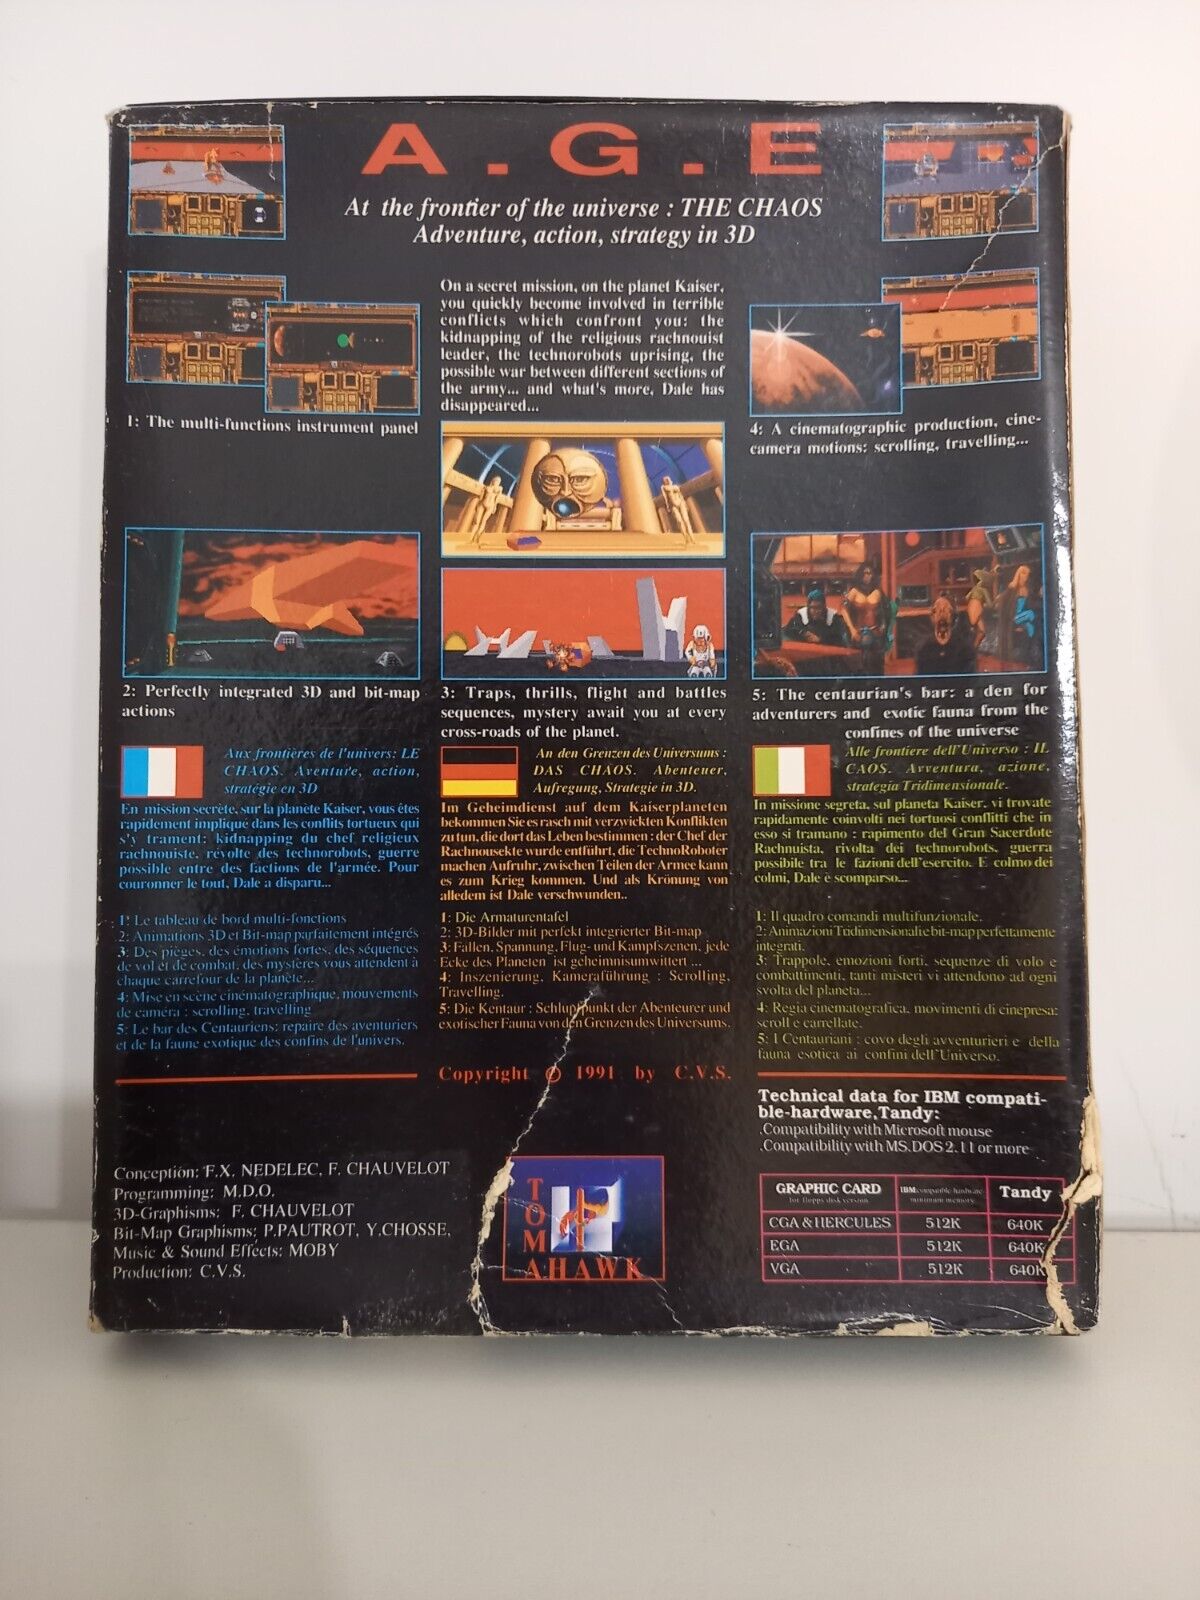 A . G . E
At the frontier of the universe : THE CHAOS
Adventure, action, strategy in 3D
On a secret mission, on the planet Kaiser,
you quickly become involved in terrible
conflicts which confront you: the
kidnapping of the religious rachnouist
leader, the technorobots uprising, the
possible war between different sections of
the army... and what's more, Dale has
disappeared...
1: The multi-functions instrument panel
4: A cinematographic production, cine-
camera motions: scrolling, travelling...
2: Perfectly integrated 3D and bit-map
actions
3: Traps, thrills, flight and battles
sequences, mystery await you at every
cross-roads of the planet.
5: The centaurian's bar: a den for
adventurers and exotic fauna from the
confines of the universe
Aux frontières de l'univers: LE
CHAOS. Aventure, action,
stratégie en 3D
En mission secrète, sur la planète Kaiser, vous êtes
rapidement impliqué dans les conflits tortueux qui
s'y trament: kidnapping du chef religieux
rachnouiste, révolte des technorobots, guerre
possible entre des factions de l'armée. Pour
couronner le tout, Dale a disparu...
1: Le tableau de bord multi-fonctions
2: Animations 3D et Bit-map parfaitement intégrés
3: Des pièges, des émotions fortes, des séquences
de vol et de combat, des mystères vous attendent à
chaque carrefour de la planète...
4: Mise en scène cinématographique, mouvements
de caméra : scrolling, travelling
5: Le bar des Centauriens: repaire des aventuriers
et de la faune exotique des confins de l'univers.
An den Grenzen des Universums :
DAS CHAOS. Abenteuer,
Aufregung, Strategie in 3D.
Im Geheimdienst auf dem Kaiserplaneten
bekommen Sie es rasch mit verzwickten Konflikten
zu tun, die dort das Leben bestimmen : der Chef der
Rachnousekte wurde entführt, die TechnoRoboter
machen Aufruhr, zwischen Teilen der Armee kann
es zum Krieg kommen. Und als Krönung von
alledem ist Dale verschwunden..
1: Die Armaturentafel
2: 3D-Bilder mit perfekt integrierter Bit-map
3: Fallen, Spannung, Flug- und Kampfszenen, jede
Ecke des Planeten ist geheimnisumwittert ...
4: Inszenierung, Kameraführung : Scrolling,
Travelling.
5: Die Kentaur : Schlupfpunkt der Abenteurer und
exotischer Fauna von den Grenzen des Universums.
Alle frontiere dell'Universo : IL
CAOS. Avventura, azione,
strategia Tridimensionale.
In missione segreta, sul planeta Kaiser, vi trovate
rapidamente coinvolti nei tortuosi conflitti che in
esso si tramano : rapimento del Gran Sacerdote
Rachnuista, rivolta dei technorobots, guerra
possibile tra le fazioni dell'esercito. E colmo dei
colmi, Dale è scomparso...
1: Il quadro comandi multifunzionale.
2: Animazioni Tridimensionali e bit-map perfettamente
integrati.
3: Trappole, emozioni forti, sequenze di volo e
combattimenti, tanti misteri vi attendono ad ogni
svolta del planeta...
4: Regia cinematografica, movimenti di cinepresa:
scroll e carrellate.
5: I Centauriani : covo degli avventurieri e della
fauna esotica ai confini dell'Universo.
Copyright © 1991 by C.V.S.
Technical data for IBM compati-
ble-hardware, Tandy:
.Compatibility with Microsoft mouse
.Compatibility with MS.DOS 2.11 or more
Conception: F.X. NEDELEC, F. CHAUVELOT
Programming: M.D.O.
3D-Graphisms: F. CHAUVELOT
Bit-Map Graphisms: P.PAUTROT, Y.CHOSSE,
Music & Sound Effects: MOBY
Production: C.V.S.
TOMAHAWK
GRAPHIC CARD IBM compatible hardware Tandy
for floppy disk version minimum memory
CGA & HERCULES 512K 640K
EGA 512K 640K
VGA 512K 640K